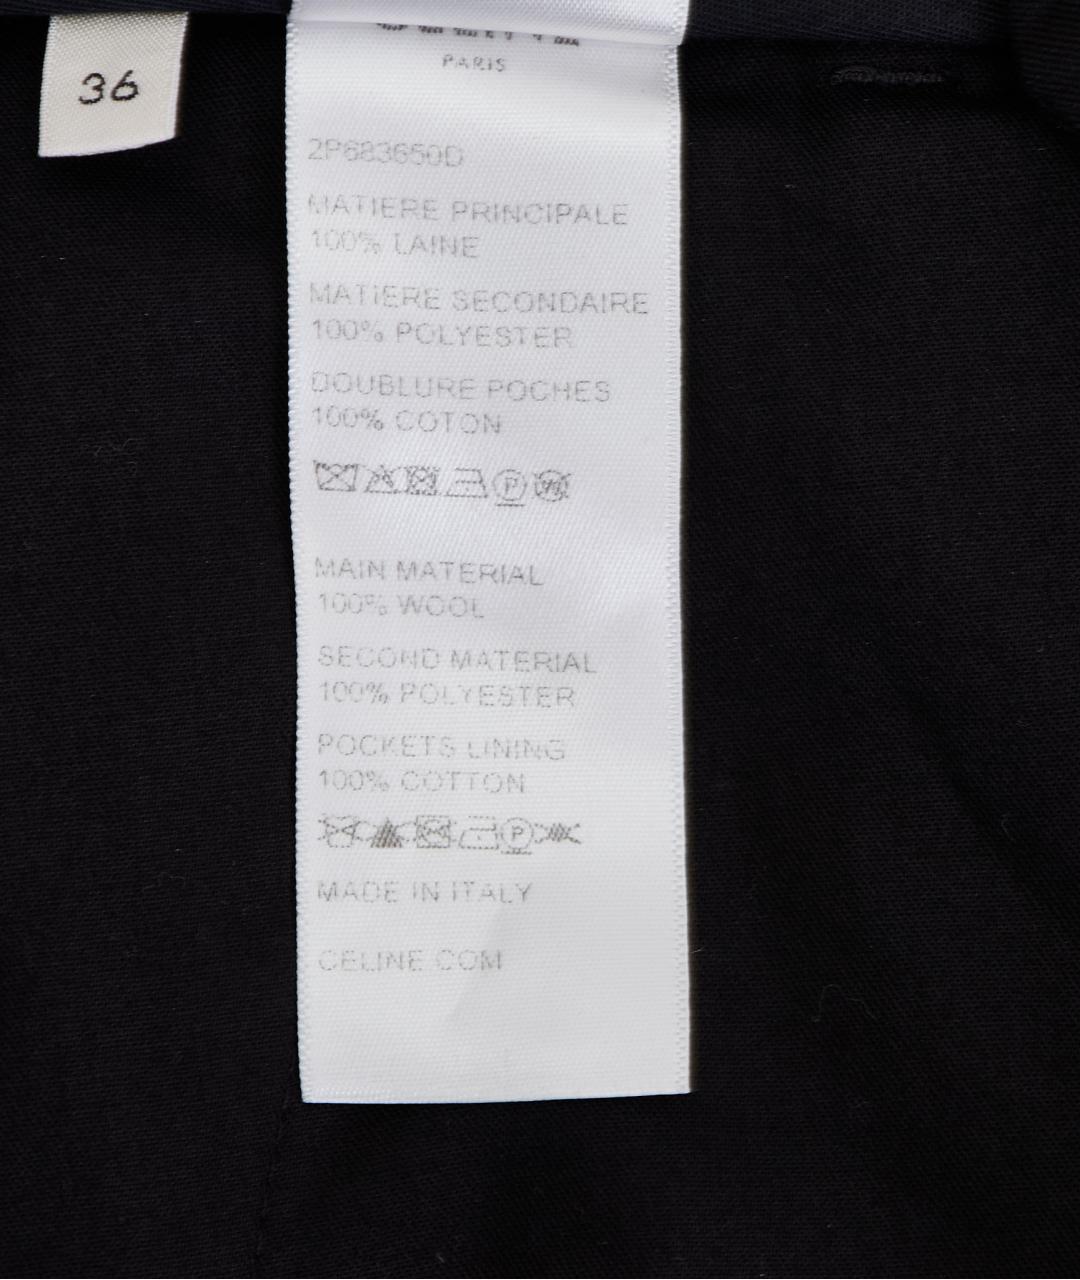 36
PARIS
2P683650D
MATIERE PRINCIPALE
100% LAINE
MATIERE SECONDAIRE
100% POLYESTER
DOUBLURE POCHES
100% COTON
MAIN MATERIAL
100% WOOL
SECOND MATERIAL
100% POLYESTER
POCKETS LINING
100% COTTON
MADE IN ITALY
CELINE COM